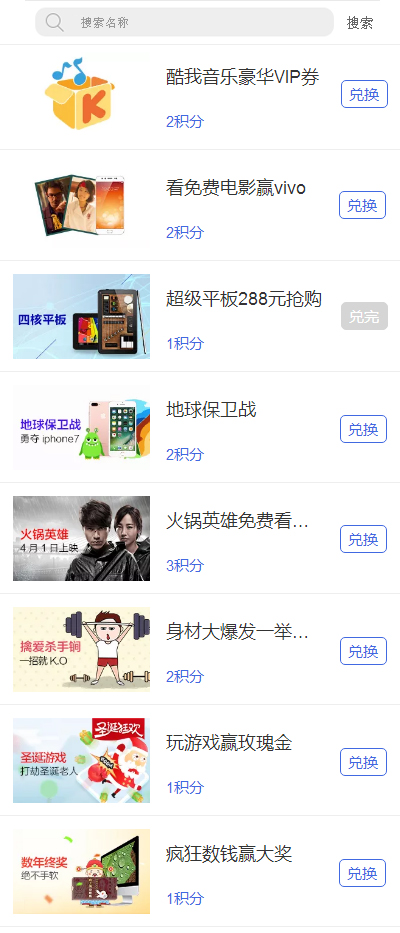 搜索名称
搜索
K
酷我音乐豪华VIP券
2积分
兑换
看免费电影赢vivo
2积分
兑换
四核平板
超级平板288元抢购
1积分
兑完
地球保卫战
勇夺 iphone7
地球保卫战
2积分
兑换
火锅英雄
4月1日上映
火锅英雄免费看...
3积分
兑换
擒爱杀手锏
一招就 K.O
身材大爆发一举...
2积分
兑换
圣诞狂欢
圣诞游戏
打劫圣诞老人
玩游戏赢玫瑰金
1积分
兑换
数年终奖
绝不手软
疯狂数钱赢大奖
1积分
兑换